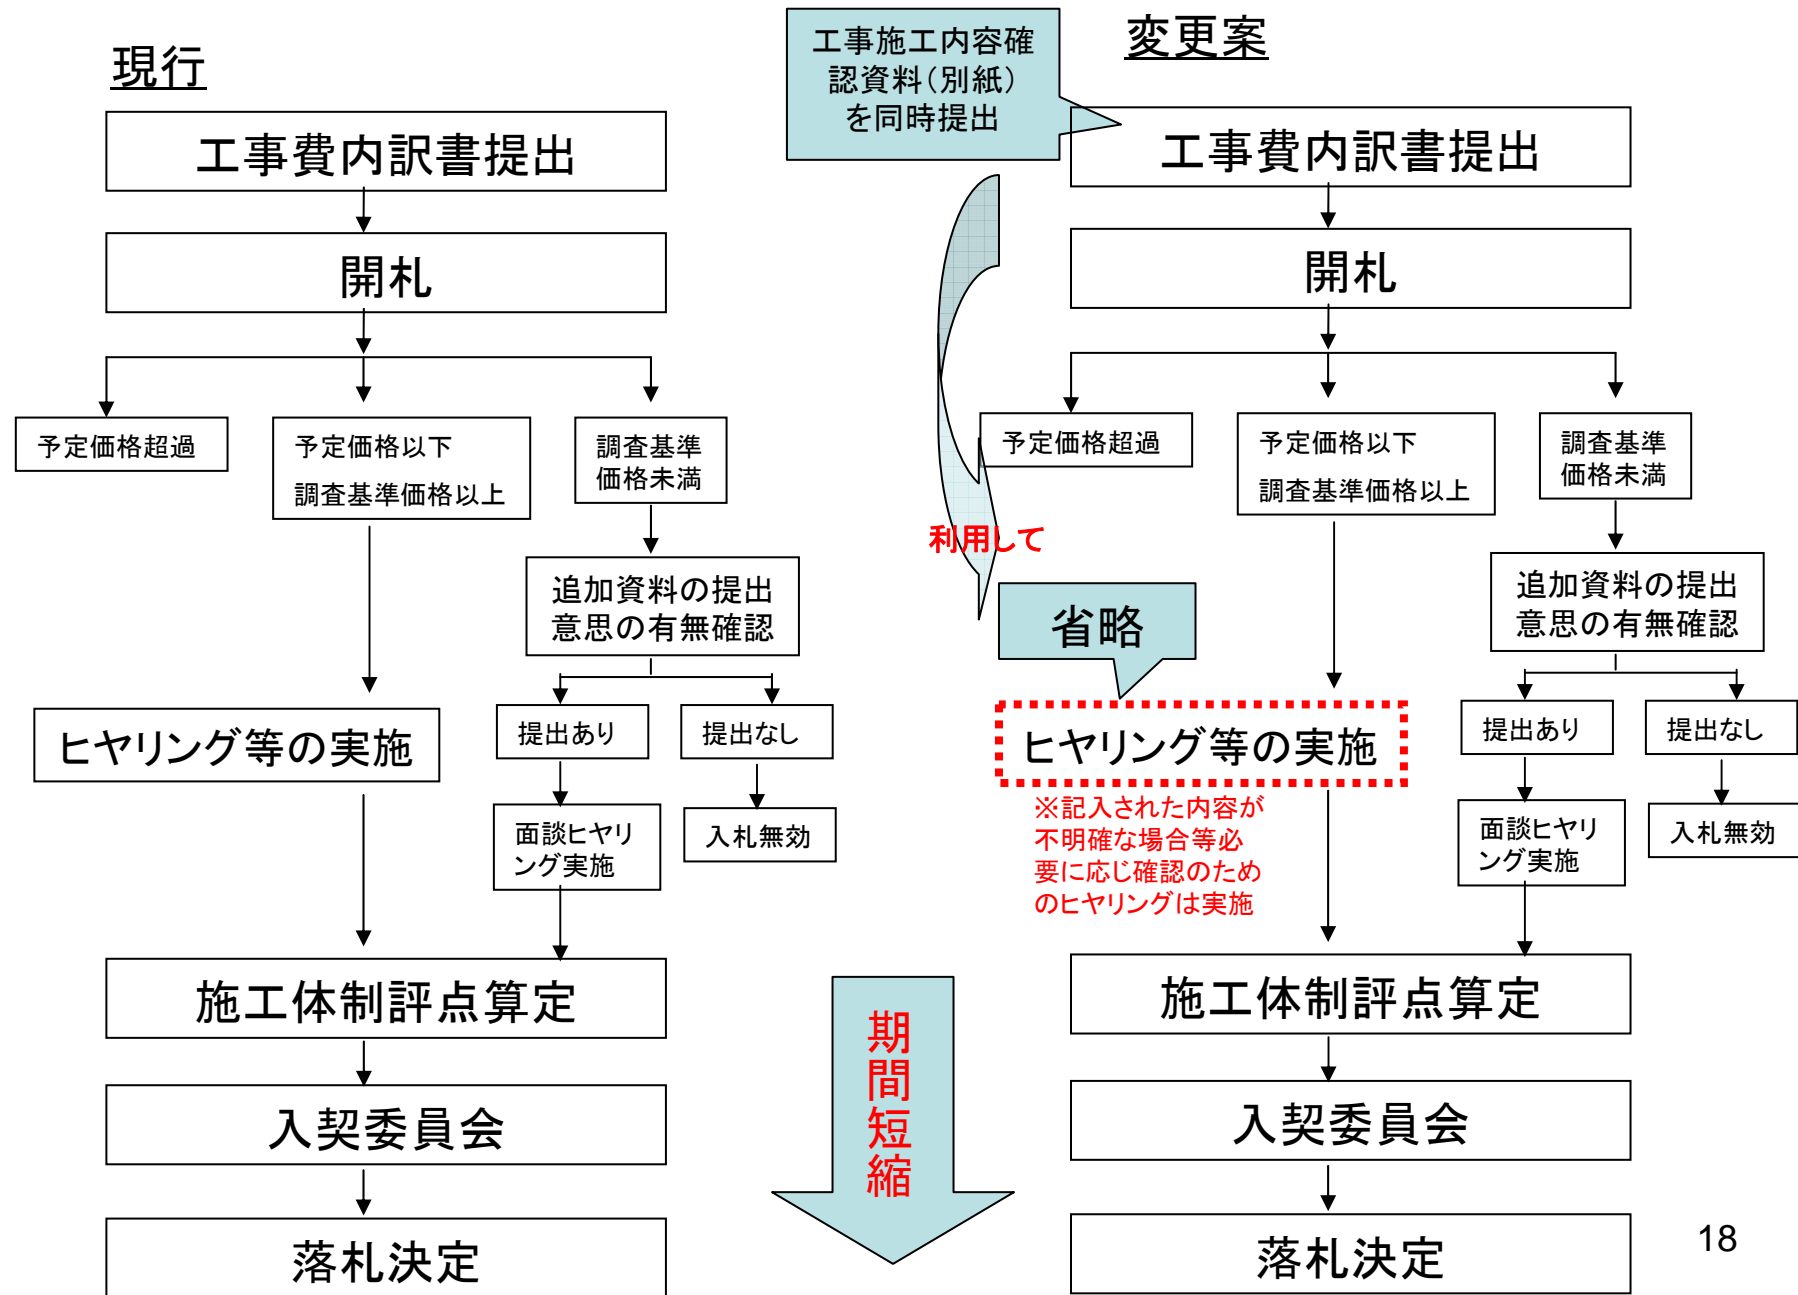 現行
工事費内訳書提出
開札
予定価格超過
予定価格以下
調査基準価格以上
調査基準
価格未満
追加資料の提出
意思の有無確認
ヒヤリング等の実施
提出あり
提出なし
面談ヒヤリ
ング実施
入札無効
施工体制評点算定
入契委員会
落札決定
変更案
工事施工内容確
認資料(別紙)
を同時提出
工事費内訳書提出
開札
予定価格超過
予定価格以下
調査基準価格以上
調査基準
価格未満
利用して
追加資料の提出
意思の有無確認
省略
ヒヤリング等の実施
※記入された内容が
不明確な場合等必
要に応じ確認のため
のヒヤリングは実施
提出あり
提出なし
面談ヒヤリ
ング実施
入札無効
施工体制評点算定
期間短縮
入契委員会
落札決定
18